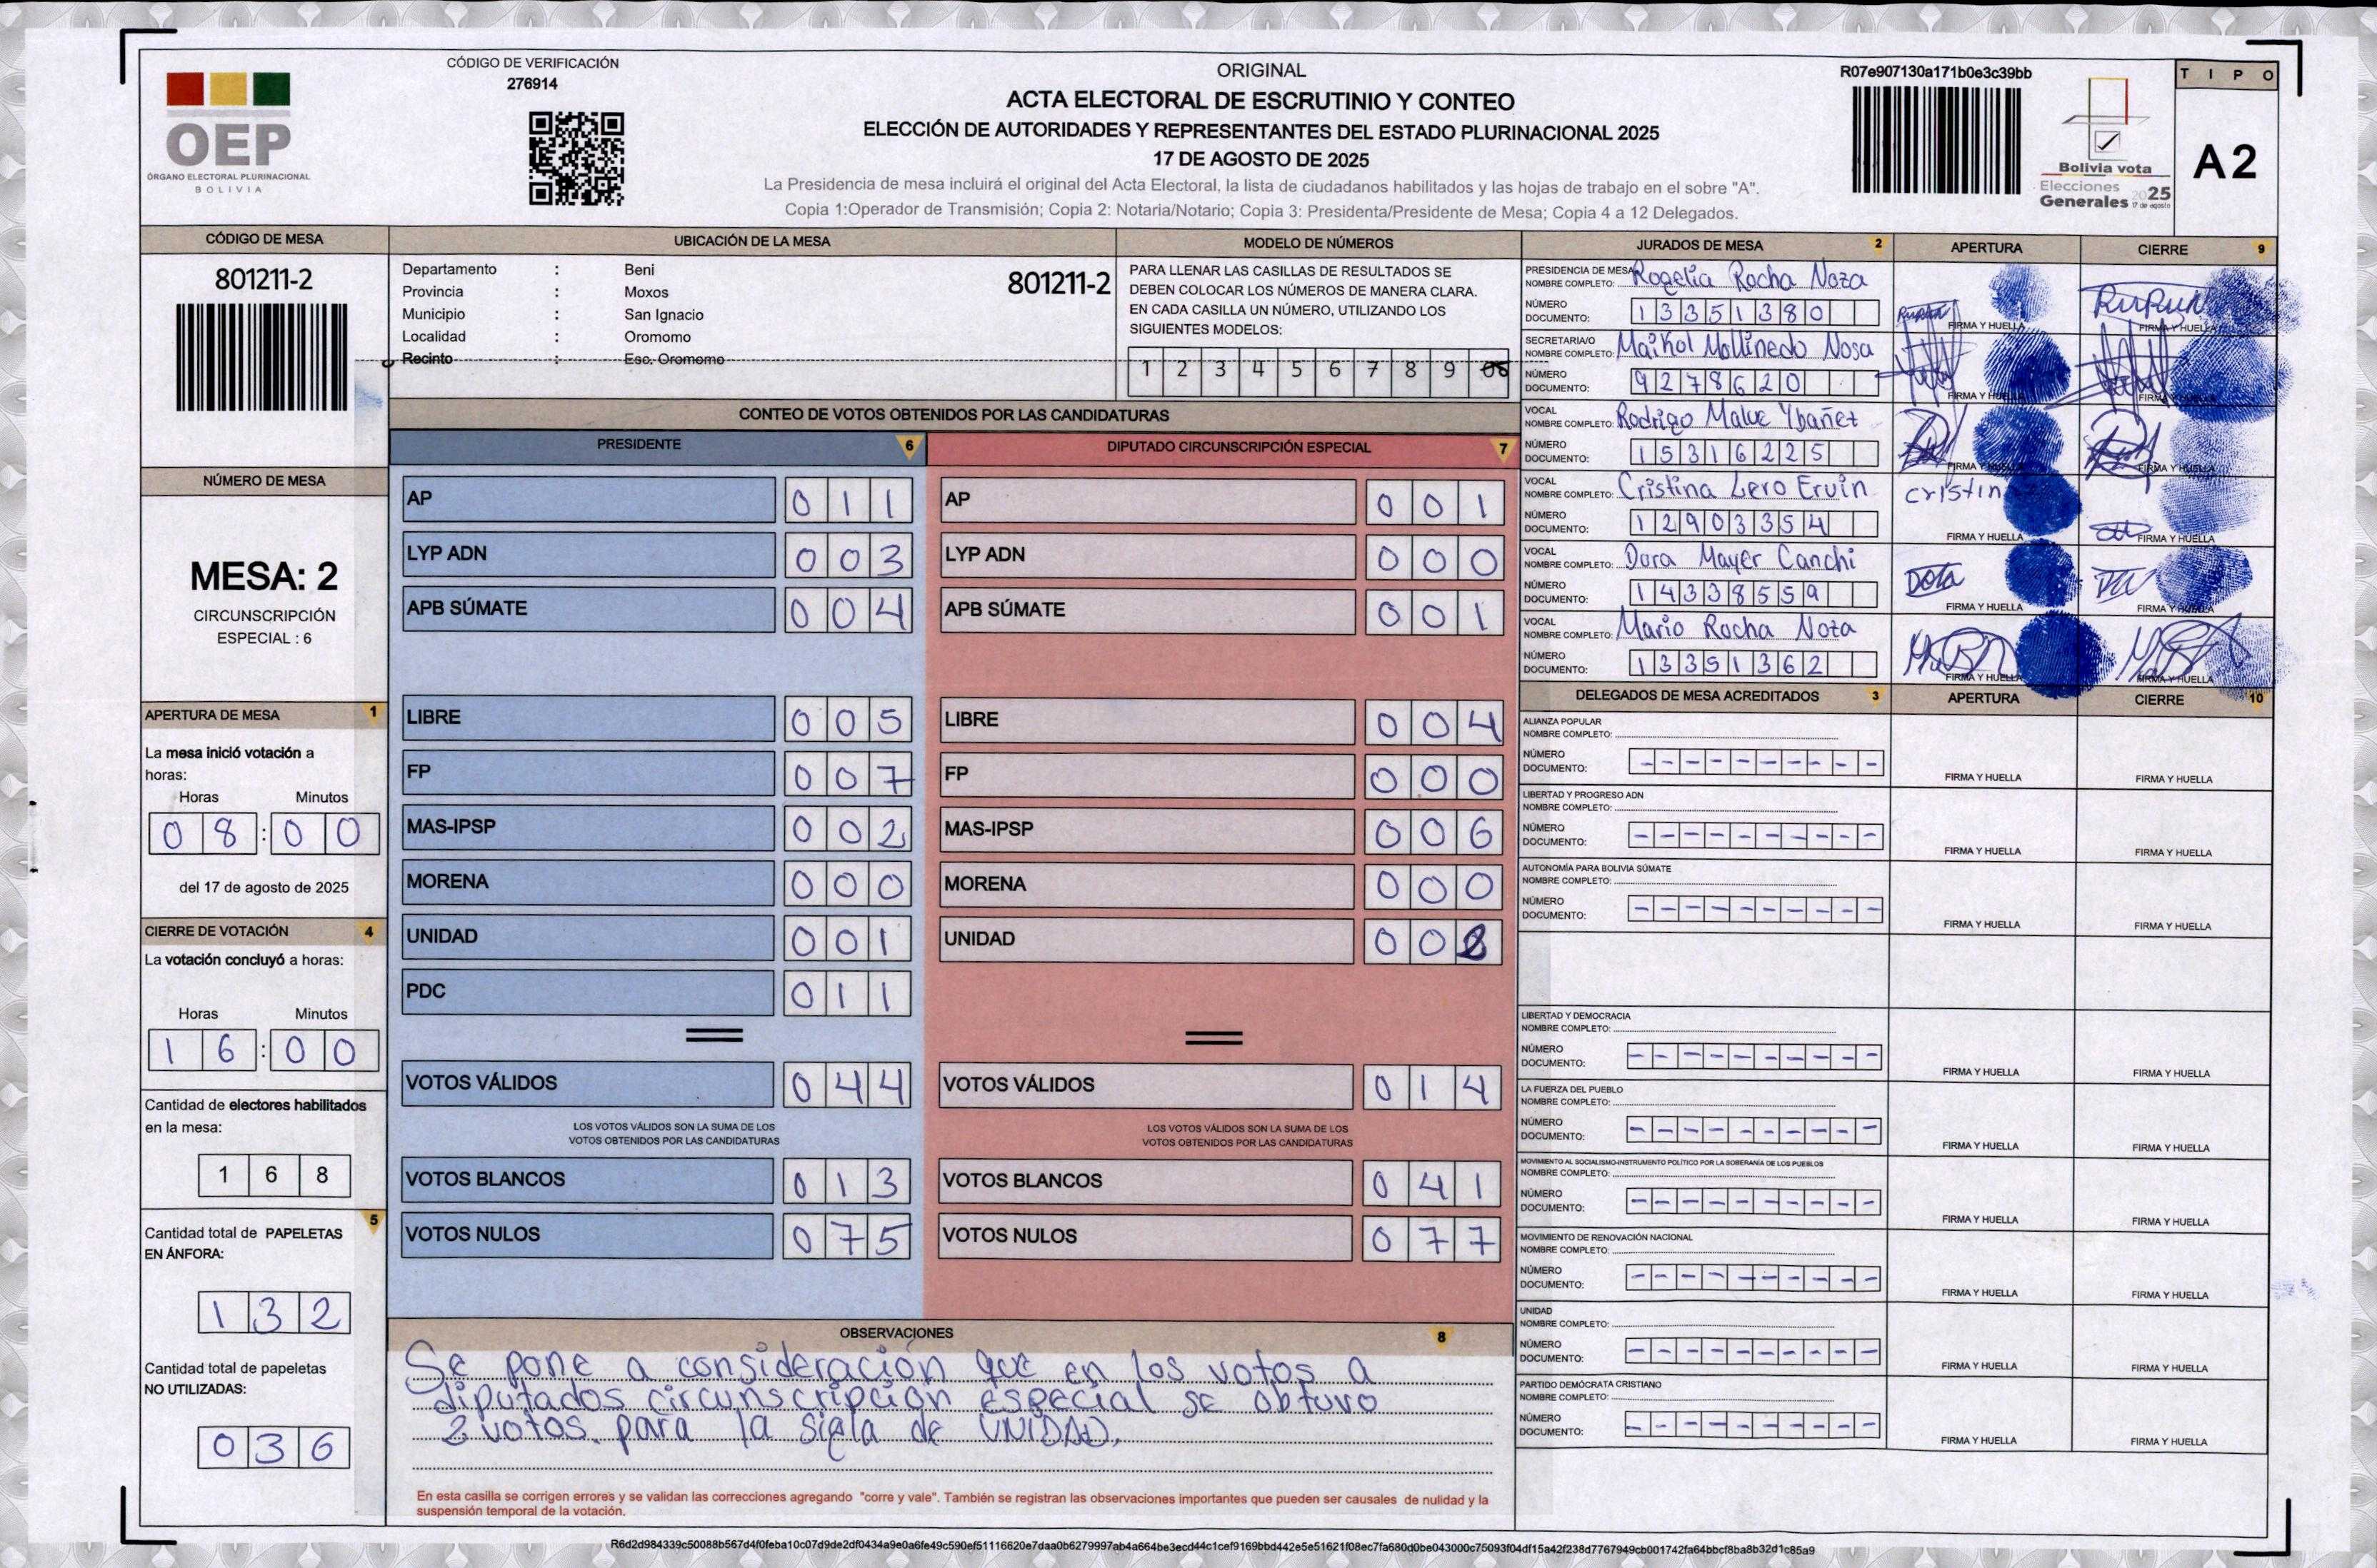 CÓDIGO DE VERIFICACIÓN
276914
OEP
ÓRGANO ELECTORAL PLURINACIONAL
BOLIVIA
ORIGINAL
ACTA ELECTORAL DE ESCRUTINIO Y CONTEO
ELECCIÓN DE AUTORIDADES Y REPRESENTANTES DEL ESTADO PLURINACIONAL 2025
17 DE AGOSTO DE 2025
La Presidencia de mesa incluirá el original del Acta Electoral, la lista de ciudadanos habilitados y las hojas de trabajo en el sobre "A".
Copia 1:Operador de Transmisión; Copia 2: Notaria/Notario; Copia 3: Presidenta/Presidente de Mesa; Copia 4 a 12 Delegados.
R07e907130a171b0e3c39bb
Bolivia vota
Elecciones
Generales 2025
17 de agosto
TIPO
A2
CÓDIGO DE MESA
801211-2
NÚMERO DE MESA
MESA: 2
CIRCUNSCRIPCIÓN
ESPECIAL : 6
APERTURA DE MESA 1
La mesa inició votación a
horas:
Horas Minutos
08:00
del 17 de agosto de 2025
CIERRE DE VOTACIÓN 4
La votación concluyó a horas:
Horas Minutos
16:00
Cantidad de electores habilitados
en la mesa:
168
Cantidad total de PAPELETAS 5
EN ÁNFORA:
132
Cantidad total de papeletas
NO UTILIZADAS:
036
UBICACIÓN DE LA MESA
Departamento : Beni
801211-2
Provincia : Moxos
Municipio : San Ignacio
Localidad : Oromomo
Recinto : Esc. Oromomo
MODELO DE NÚMEROS
PARA LLENAR LAS CASILLAS DE RESULTADOS SE
DEBEN COLOCAR LOS NÚMEROS DE MANERA CLARA.
EN CADA CASILLA UN NÚMERO, UTILIZANDO LOS
SIGUIENTES MODELOS:
1 2 3 4 5 6 7 8 9
CONTEO DE VOTOS OBTENIDOS POR LAS CANDIDATURAS
PRESIDENTE 6
AP 011
LYP ADN 003
APB SÚMATE 004
LIBRE 005
FP 007
MAS-IPSP 002
MORENA 000
UNIDAD 001
PDC 011
VOTOS VÁLIDOS 044
LOS VOTOS VÁLIDOS SON LA SUMA DE LOS
VOTOS OBTENIDOS POR LAS CANDIDATURAS
VOTOS BLANCOS 013
VOTOS NULOS 075
DIPUTADO CIRCUNSCRIPCIÓN ESPECIAL 7
AP 001
LYP ADN 000
APB SÚMATE 001
LIBRE 004
FP 000
MAS-IPSP 006
MORENA 000
UNIDAD 002
VOTOS VÁLIDOS 014
LOS VOTOS VÁLIDOS SON LA SUMA DE LOS
VOTOS OBTENIDOS POR LAS CANDIDATURAS
VOTOS BLANCOS 041
VOTOS NULOS 077
OBSERVACIONES 8
Se pone a consideración que en los votos a
diputados circunscripción especial se obtuvo
2 votos para la sigla de UNIDAD.
En esta casilla se corrigen errores y se validan las correcciones agregando "corre y vale". También se registran las observaciones importantes que pueden ser causales de nulidad y la
suspensión temporal de la votación.
JURADOS DE MESA 2 APERTURA CIERRE 9
PRESIDENCIA DE MESA
NOMBRE COMPLETO: Rogelia Rocha Noza
NÚMERO
DOCUMENTO: 13351380
FIRMA Y HUELLA FIRMA Y HUELLA
SECRETARIA/O
NOMBRE COMPLETO: Maikol Mollinedo Nosa
NÚMERO
DOCUMENTO: 9278620
FIRMA Y HUELLA FIRMA Y HUELLA
VOCAL
NOMBRE COMPLETO: Rodrigo Malue Ybañez
NÚMERO
DOCUMENTO: 15316225
FIRMA Y HUELLA FIRMA Y HUELLA
VOCAL
NOMBRE COMPLETO: Cristina Lero Ervin
cristin
NÚMERO
DOCUMENTO: 12903354
FIRMA Y HUELLA FIRMA Y HUELLA
VOCAL
NOMBRE COMPLETO: Dora Mayer Canchi
NÚMERO
DOCUMENTO: 14338559
FIRMA Y HUELLA FIRMA Y HUELLA
VOCAL
NOMBRE COMPLETO: Mario Rocha Noza
NÚMERO
DOCUMENTO: 13351362
FIRMA Y HUELLA FIRMA Y HUELLA
DELEGADOS DE MESA ACREDITADOS 3 APERTURA CIERRE 10
ALIANZA POPULAR
NOMBRE COMPLETO:
NÚMERO
DOCUMENTO: ----------
FIRMA Y HUELLA FIRMA Y HUELLA
LIBERTAD Y PROGRESO ADN
NOMBRE COMPLETO:
NÚMERO
DOCUMENTO: ----------
FIRMA Y HUELLA FIRMA Y HUELLA
AUTONOMÍA PARA BOLIVIA SÚMATE
NOMBRE COMPLETO:
NÚMERO
DOCUMENTO: ----------
FIRMA Y HUELLA FIRMA Y HUELLA
LIBERTAD Y DEMOCRACIA
NOMBRE COMPLETO:
NÚMERO
DOCUMENTO: ----------
FIRMA Y HUELLA FIRMA Y HUELLA
LA FUERZA DEL PUEBLO
NOMBRE COMPLETO:
NÚMERO
DOCUMENTO: ----------
FIRMA Y HUELLA FIRMA Y HUELLA
MOVIMIENTO AL SOCIALISMO-INSTRUMENTO POLÍTICO POR LA SOBERANÍA DE LOS PUEBLOS
NOMBRE COMPLETO:
NÚMERO
DOCUMENTO: ----------
FIRMA Y HUELLA FIRMA Y HUELLA
MOVIMIENTO DE RENOVACIÓN NACIONAL
NOMBRE COMPLETO:
NÚMERO
DOCUMENTO: ----------
FIRMA Y HUELLA FIRMA Y HUELLA
UNIDAD
NOMBRE COMPLETO:
NÚMERO
DOCUMENTO: ----------
FIRMA Y HUELLA FIRMA Y HUELLA
PARTIDO DEMÓCRATA CRISTIANO
NOMBRE COMPLETO:
NÚMERO
DOCUMENTO: ----------
FIRMA Y HUELLA FIRMA Y HUELLA